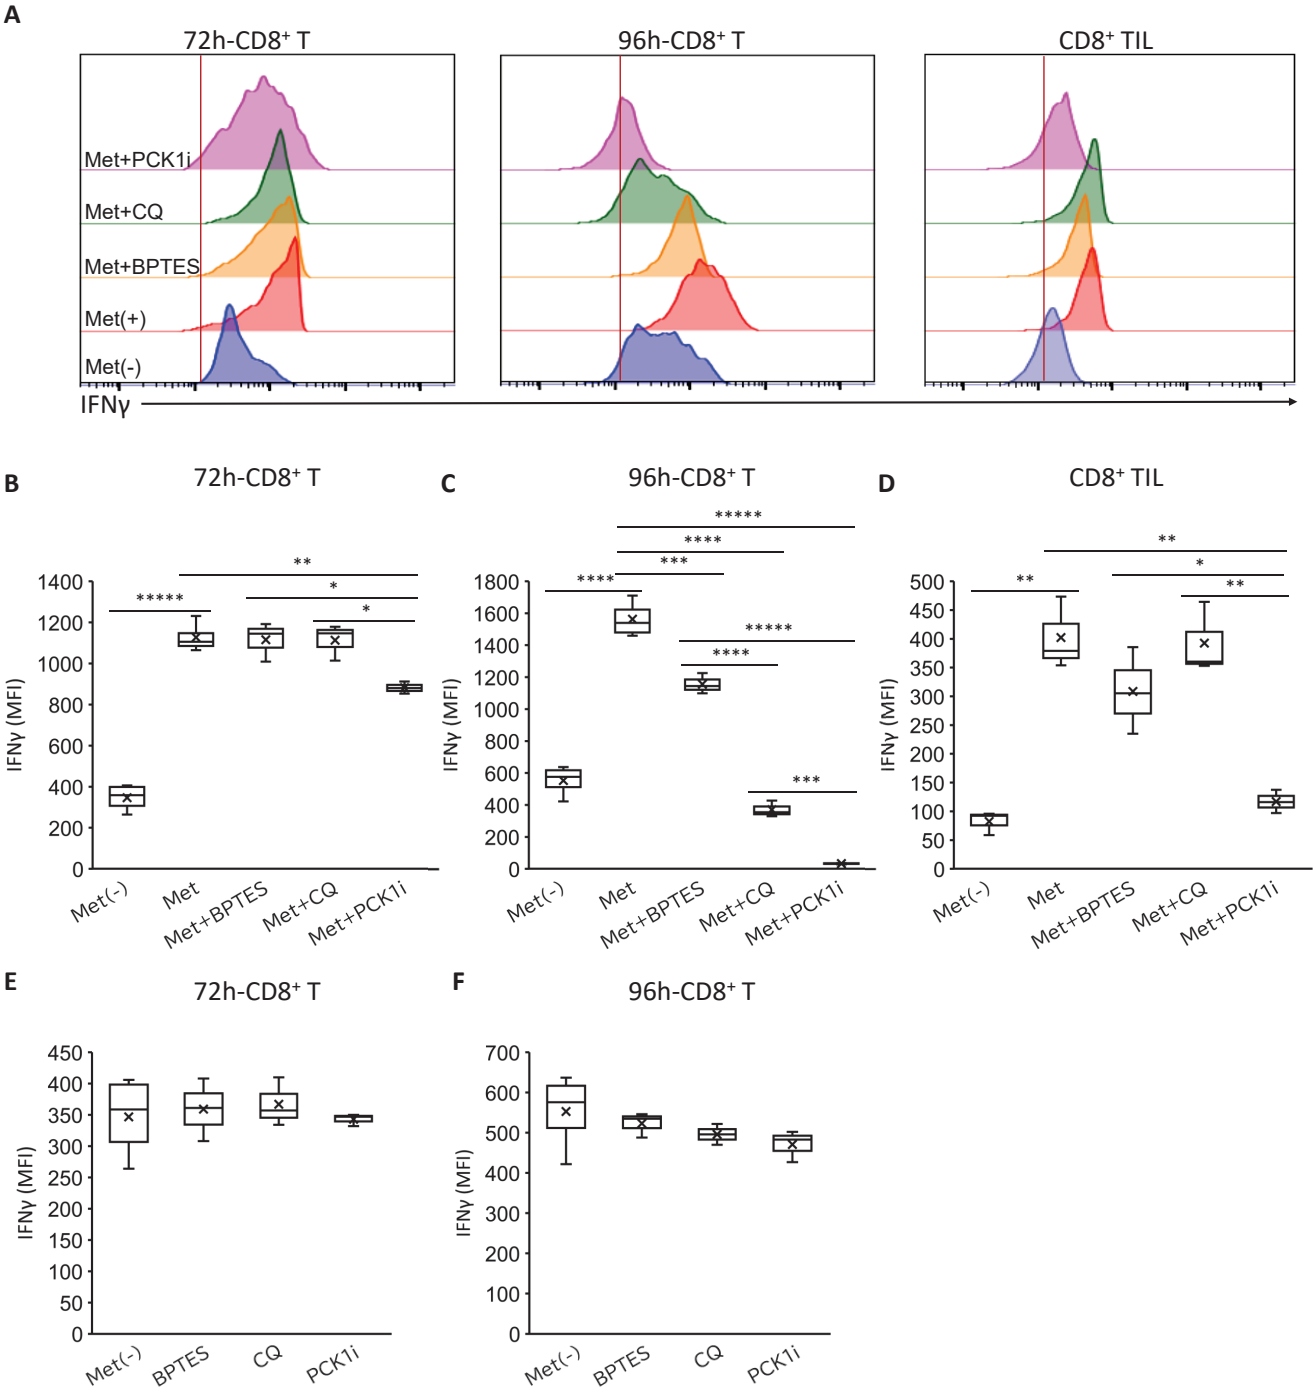 A
72h-CD8⁺ T
96h-CD8⁺ T
CD8⁺ TIL
Met+PCK1i
Met+CQ
Met+BPTES
Met(+)
Met(-)
IFNγ
B
72h-CD8⁺ T
IFNγ (MFI)
1400
1200
1000
800
600
400
200
0
**
*
*****
*
Met(-)
Met
Met+BPTES
Met+CQ
Met+PCK1i
C
96h-CD8⁺ T
IFNγ (MFI)
1800
1600
1400
1200
1000
800
600
400
200
0
*****
****
***
****
*****
****
***
Met(-)
Met
Met+BPTES
Met+CQ
Met+PCK1i
D
CD8⁺ TIL
IFNγ (MFI)
500
450
400
350
300
250
200
150
100
50
0
**
*
**
**
Met(-)
Met
Met+BPTES
Met+CQ
Met+PCK1i
E
72h-CD8⁺ T
IFNγ (MFI)
450
400
350
300
250
200
150
100
50
0
Met(-)
BPTES
CQ
PCK1i
F
96h-CD8⁺ T
IFNγ (MFI)
700
600
500
400
300
200
100
0
Met(-)
BPTES
CQ
PCK1i